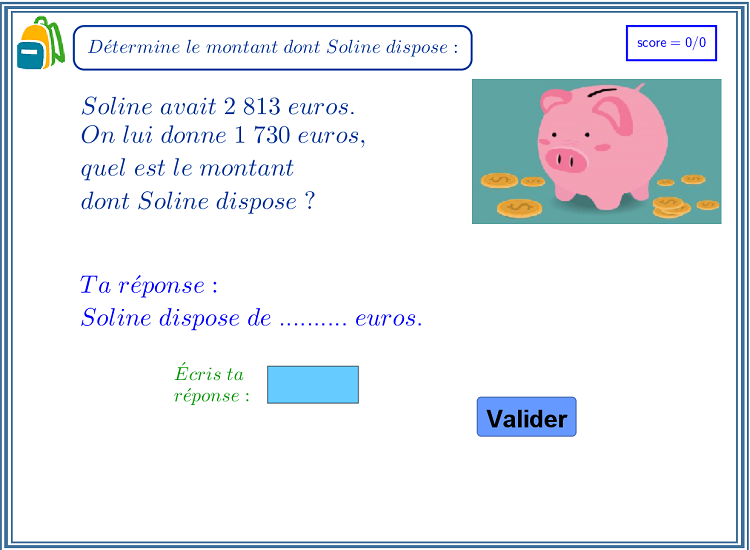 Détermine le montant dont Soline dispose :
score = 0/0
Soline avait 2 813 euros.
On lui donne 1 730 euros,
quel est le montant
dont Soline dispose ?
Ta réponse :
Soline dispose de .......... euros.
Écris ta
réponse :
Valider